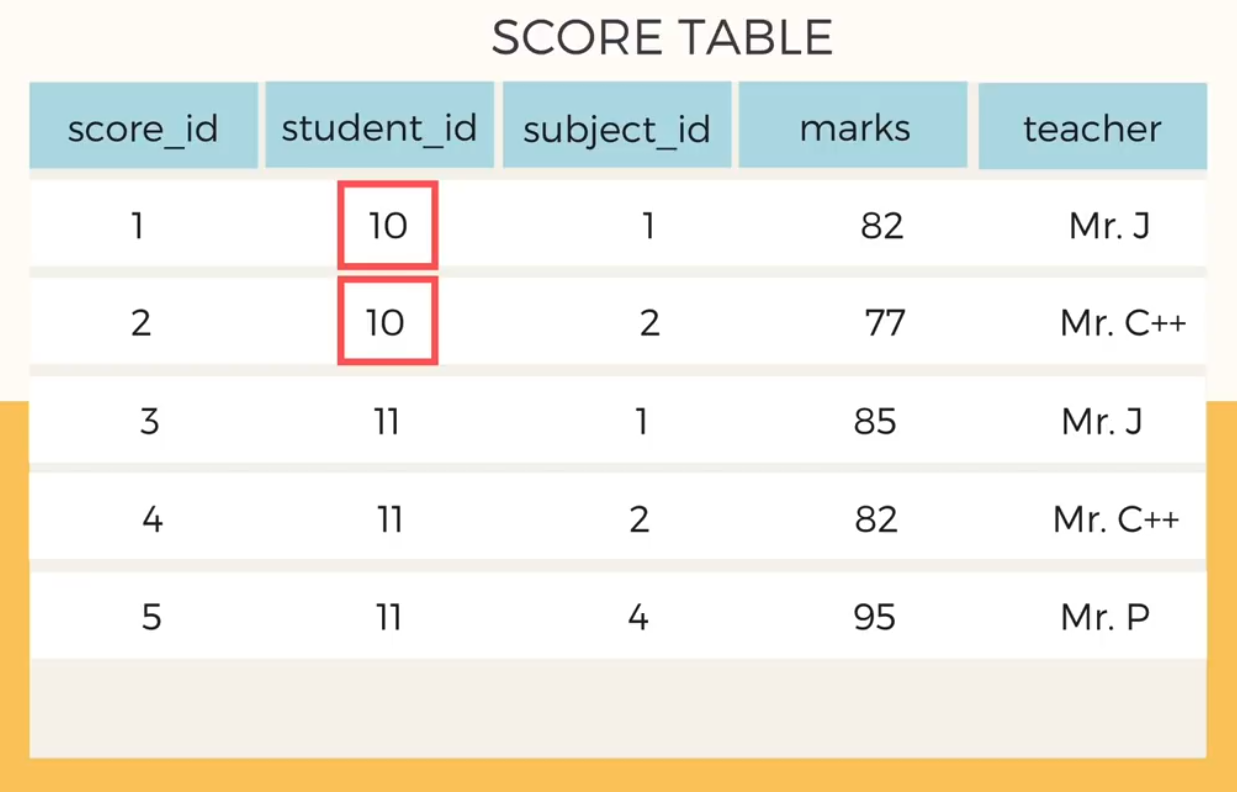 SCORE TABLE
score_id student_id subject_id marks teacher
1 10 1 82 Mr. J
2 10 2 77 Mr. C++
3 11 1 85 Mr. J
4 11 2 82 Mr. C++
5 11 4 95 Mr. P